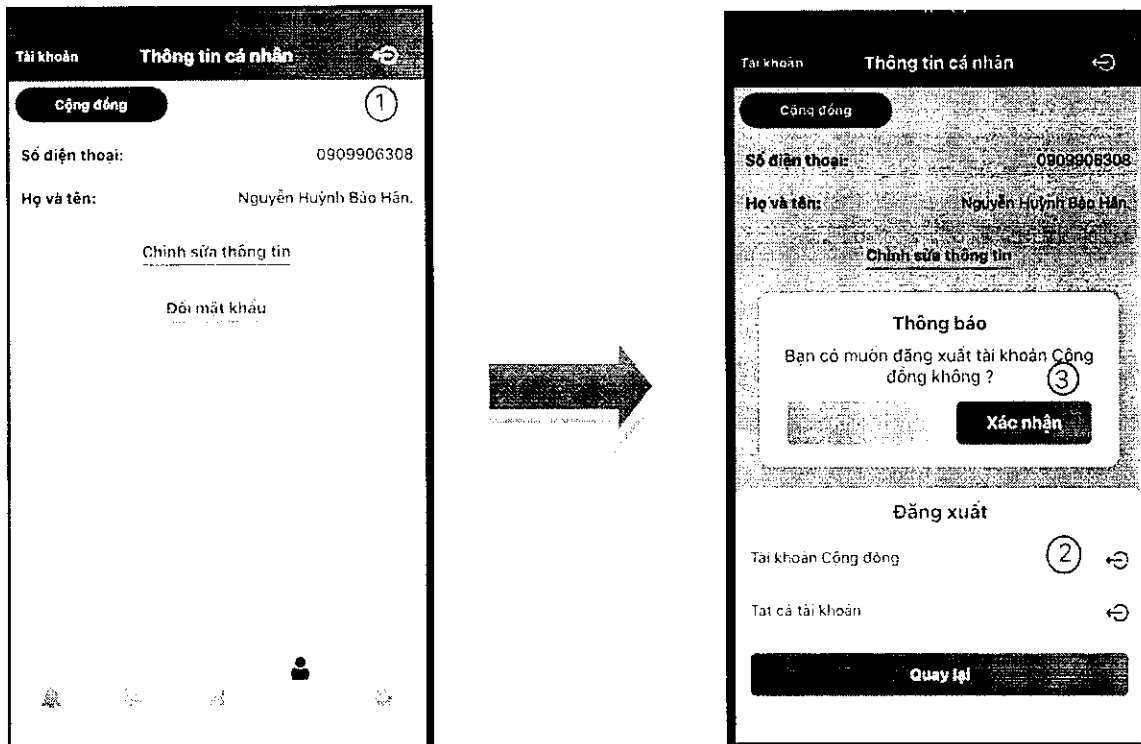 Tài khoản
Thông tin cá nhân
Cộng đồng
①
Số điện thoại:
0909906308
Họ và tên:
Nguyễn Huỳnh Bảo Hân.
Chỉnh sửa thông tin
Đổi mật khẩu
Tài khoản
Thông tin cá nhân
Cộng đồng
Số điện thoại:
0909906308
Họ và tên:
Nguyễn Huỳnh Bảo Hân.
Chỉnh sửa thông tin
Thông báo
Bạn có muốn đăng xuất tài khoản Cộng
đồng không ?
③
Xác nhận
Đăng xuất
Tài khoản Cộng đồng
②
Tất cả tài khoản
Quay lại